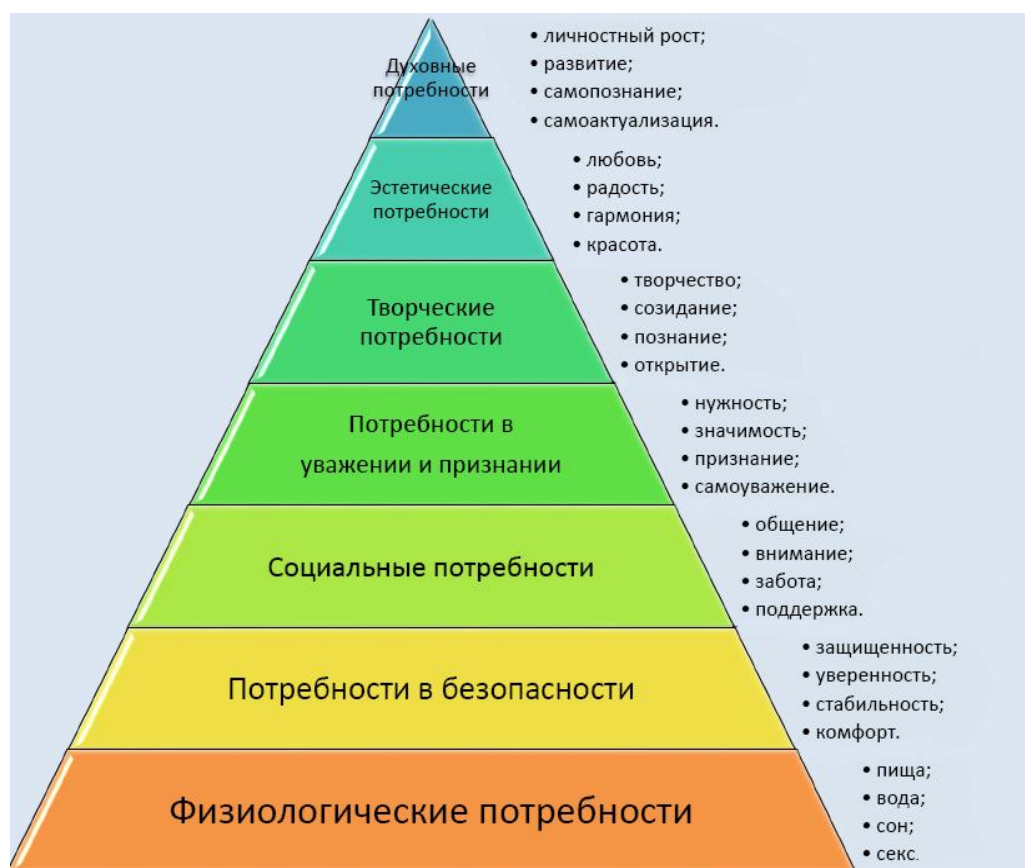 Духовные
потребности
• личностный рост;
• развитие;
• самопознание;
• самоактуализация.
Эстетические
потребности
• любовь;
• радость;
• гармония;
• красота.
Творческие
потребности
• творчество;
• созидание;
• познание;
• открытие.
Потребности в
уважении и признании
• нужность;
• значимость;
• признание;
• самоуважение.
Социальные потребности
• общение;
• внимание;
• забота;
• поддержка.
Потребности в безопасности
• защищенность;
• уверенность;
• стабильность;
• комфорт.
Физиологические потребности
• пища;
• вода;
• сон;
• секс.